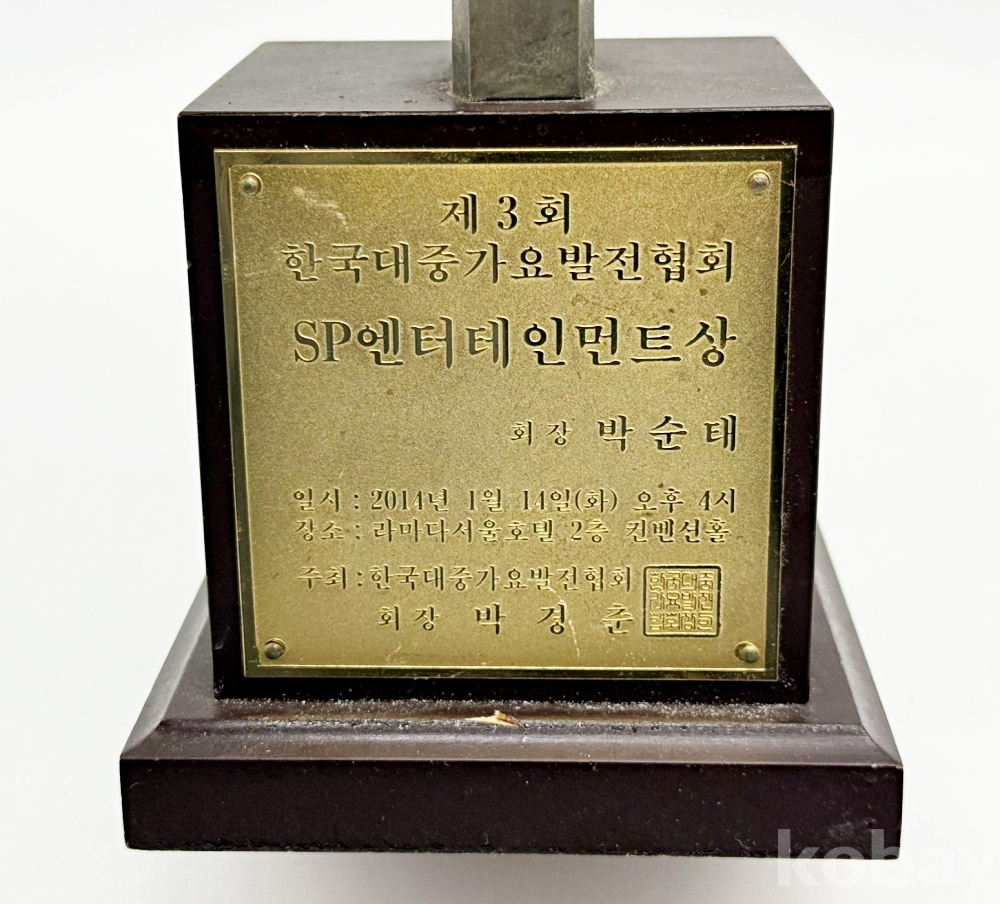 제 3 회
한국대중가요발전협회
SP엔터테인먼트상
회 장 박 순 태
일시 : 2014년 1월 14일(화) 오후 4시
장소 : 라마다서울호텔 2층 컨벤션홀
주최 : 한국대중가요발전협회
회 장 박 경 춘
kobay